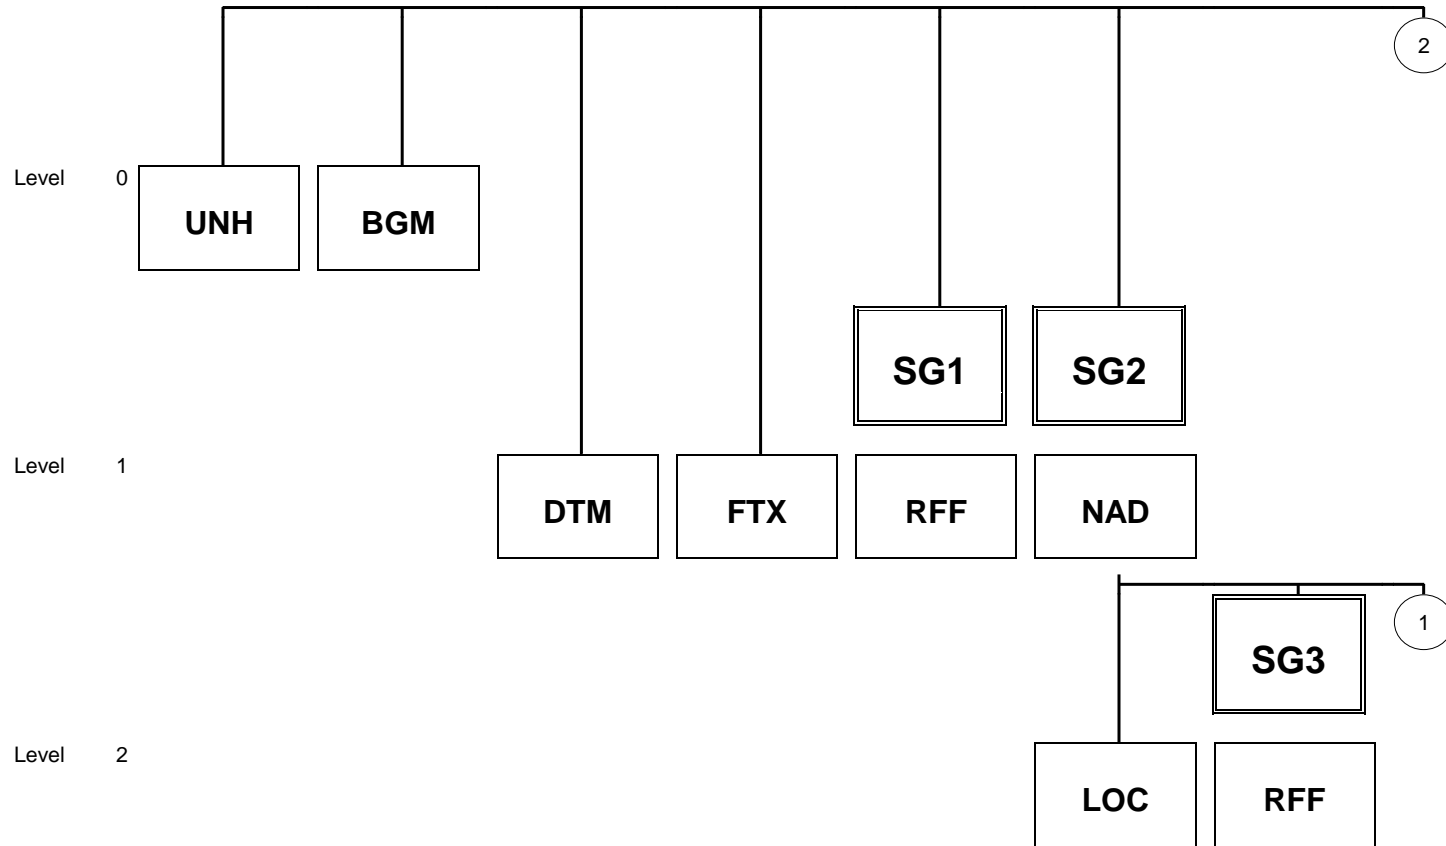 2
Level 0
UNH BGM
SG1 SG2
Level 1
DTM FTX RFF NAD
1
SG3
Level 2
LOC RFF